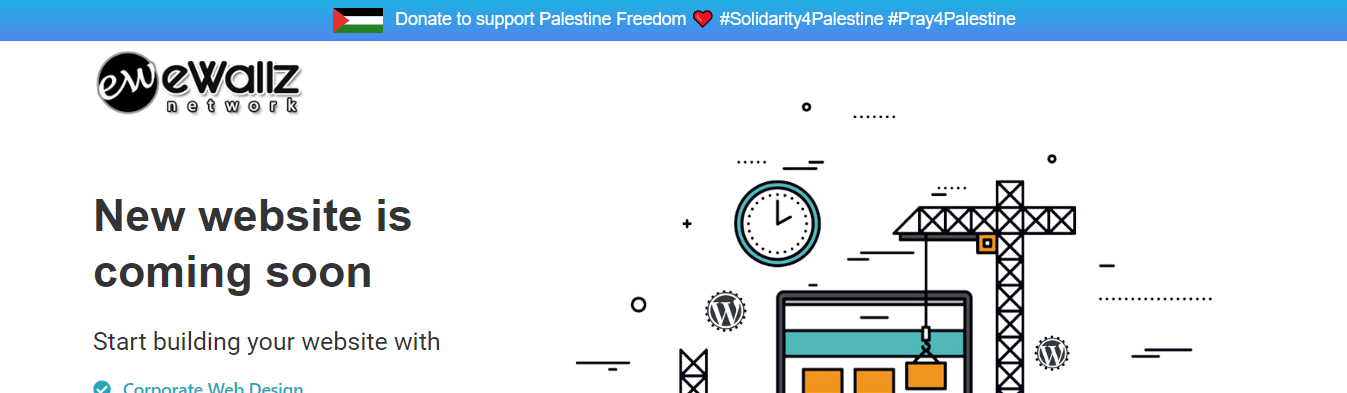 Donate to support Palestine Freedom ❤️ #Solidarity4Palestine #Pray4Palestine
ew eWallz
network
New website is
coming soon
Start building your website with
Corporate Web Design